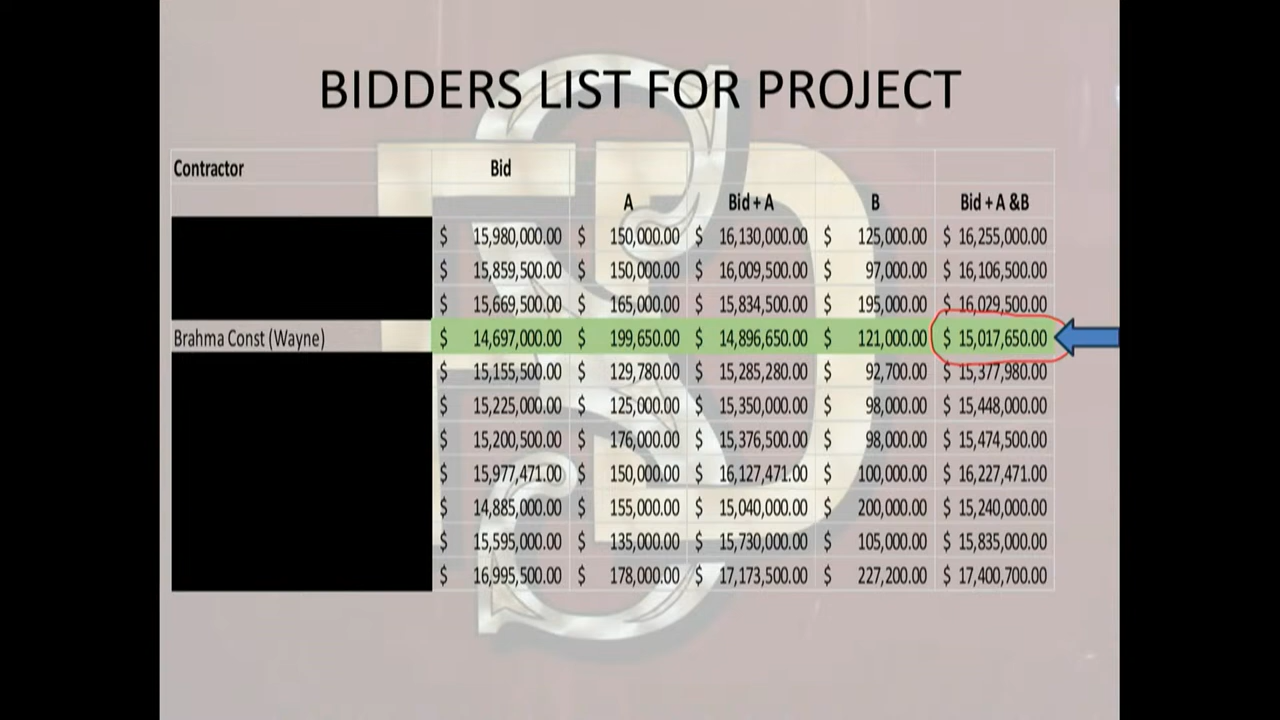 BIDDERS LIST FOR PROJECT
Contractor Bid
A Bid + A B Bid + A &B
$ 15,980,000.00 $ 150,000.00 $ 16,130,000.00 $ 125,000.00 $ 16,255,000.00
$ 15,859,500.00 $ 150,000.00 $ 16,009,500.00 $ 97,000.00 $ 16,106,500.00
$ 15,669,500.00 $ 165,000.00 $ 15,834,500.00 $ 195,000.00 $ 16,029,500.00
Brahma Const (Wayne) $ 14,697,000.00 $ 199,650.00 $ 14,896,650.00 $ 121,000.00 $ 15,017,650.00
$ 15,155,500.00 $ 129,780.00 $ 15,285,280.00 $ 92,700.00 $ 15,377,980.00
$ 15,225,000.00 $ 125,000.00 $ 15,350,000.00 $ 98,000.00 $ 15,448,000.00
$ 15,200,500.00 $ 176,000.00 $ 15,376,500.00 $ 98,000.00 $ 15,474,500.00
$ 15,977,471.00 $ 150,000.00 $ 16,127,471.00 $ 100,000.00 $ 16,227,471.00
$ 14,885,000.00 $ 155,000.00 $ 15,040,000.00 $ 200,000.00 $ 15,240,000.00
$ 15,595,000.00 $ 135,000.00 $ 15,730,000.00 $ 105,000.00 $ 15,835,000.00
$ 16,995,500.00 $ 178,000.00 $ 17,173,500.00 $ 227,200.00 $ 17,400,700.00